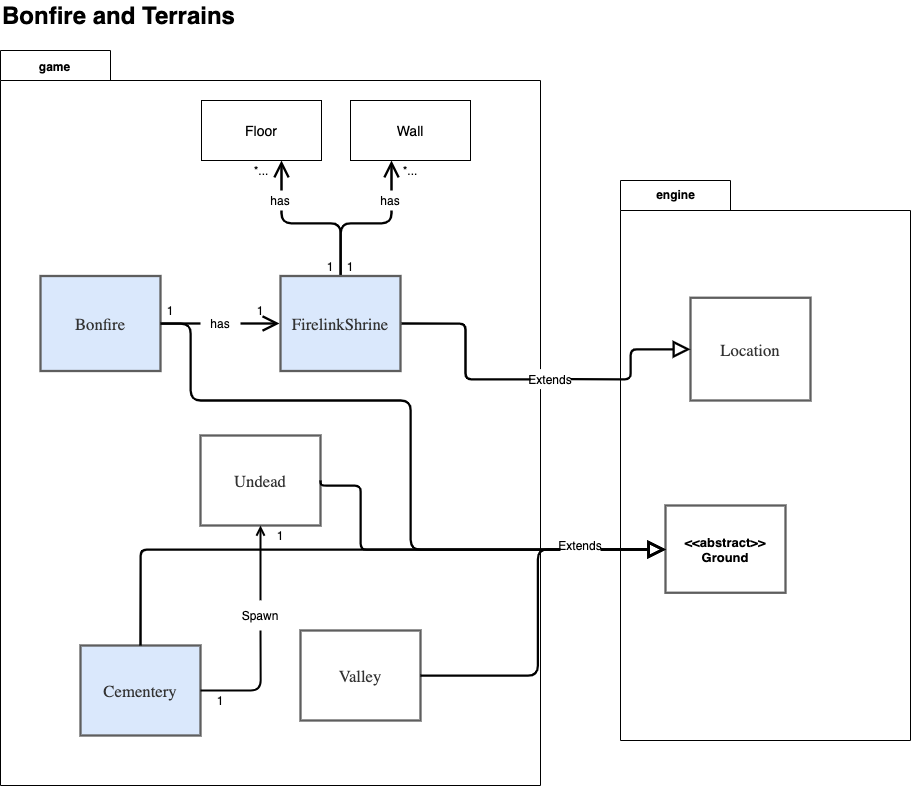 Bonfire and Terrains
game
Floor
Wall
*...
*...
has
has
engine
1
1
Bonfire
1
has
1
FirelinkShrine
Location
Extends
Undead
1
Extends
<<abstract>>
Ground
Spawn
Cementery
1
Valley